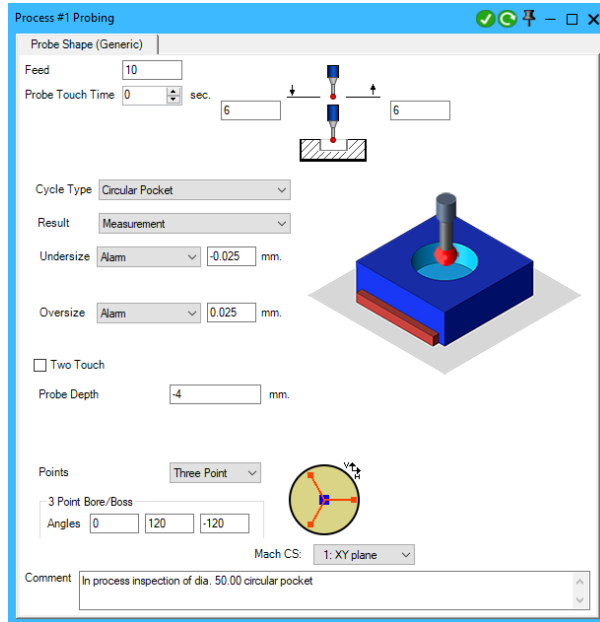 Process #1 Probing
Probe Shape (Generic)
Feed 10
Probe Touch Time 0 sec.
6 6
Cycle Type Circular Pocket
Result Measurement
Undersize Alarm -0.025 mm.
Oversize Alarm 0.025 mm.
Two Touch
Probe Depth -4 mm.
Points Three Point
V H
3 Point Bore/Boss
Angles 0 120 -120
Mach CS: 1: XY plane
Comment In process inspection of dia. 50.00 circular pocket